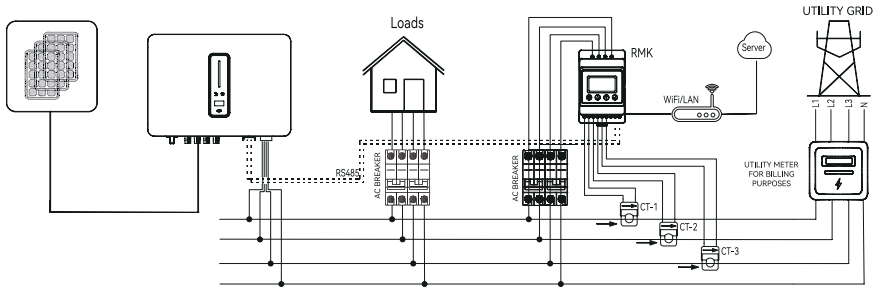 UTILITY GRID
Loads
RMK
Server
WiFi/LAN
L1
L2
L3
N
RS485
AC BREAKER
AC BREAKER
UTILITY METER
FOR BILLING
PURPOSES
CT-1
CT-2
CT-3